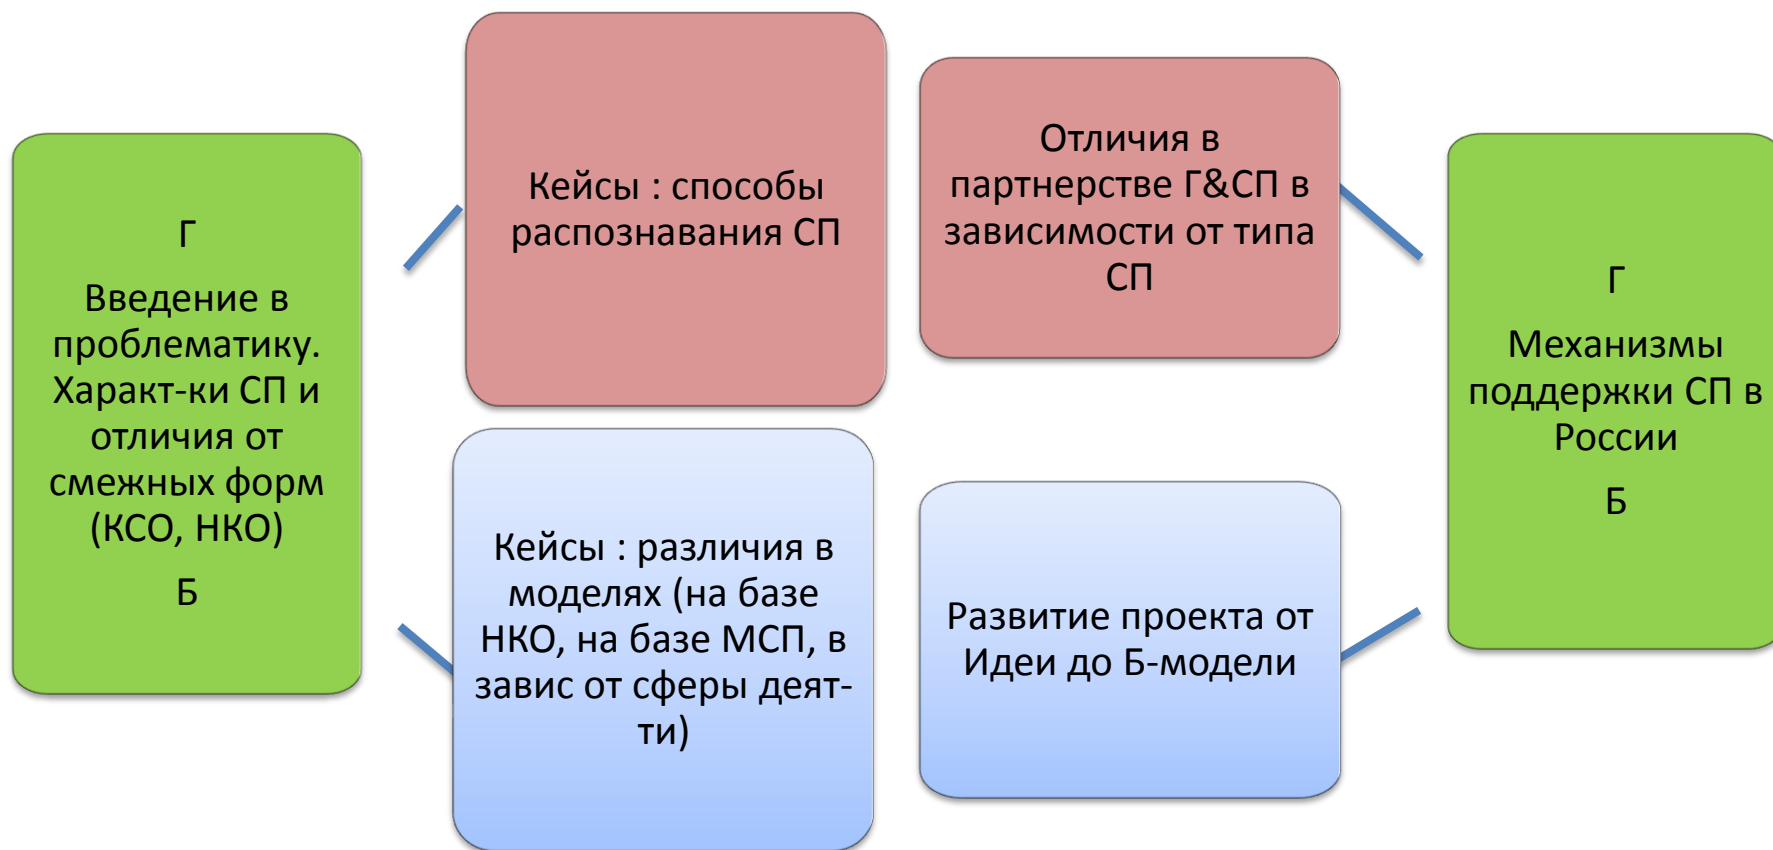 Г
Введение в
проблематику.
Характ-ки СП и
отличия от
смежных форм
(КСО, НКО)
Б
Кейсы : способы
распознавания СП
Отличия в
партнерстве Г&СП в
зависимости от типа
СП
Кейсы : различия в
моделях (на базе
НКО, на базе МСП, в
завис от сферы деят-
ти)
Развитие проекта от
Идеи до Б-модели
Г
Механизмы
поддержки СП в
России
Б